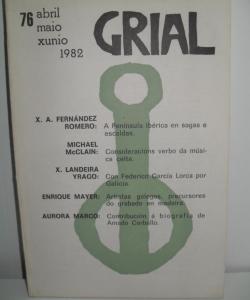 76 abril
maio
xunio
1982
GRIAL
X. A. FERNÁNDEZ
ROMERO: A Península Ibérica en sagas e
escaldas.
MICHAEL
McCLAIN: Consideracións verbo da músi-
ca celta.
X. LANDEIRA
YRAGO: Con Federico García Lorca por
Galicia.
ENRIQUE MAYER: Artistas galegos, precursores
do grabado en madeira.
AURORA MARCO: Contribución á biografía de
Amado Carballo.